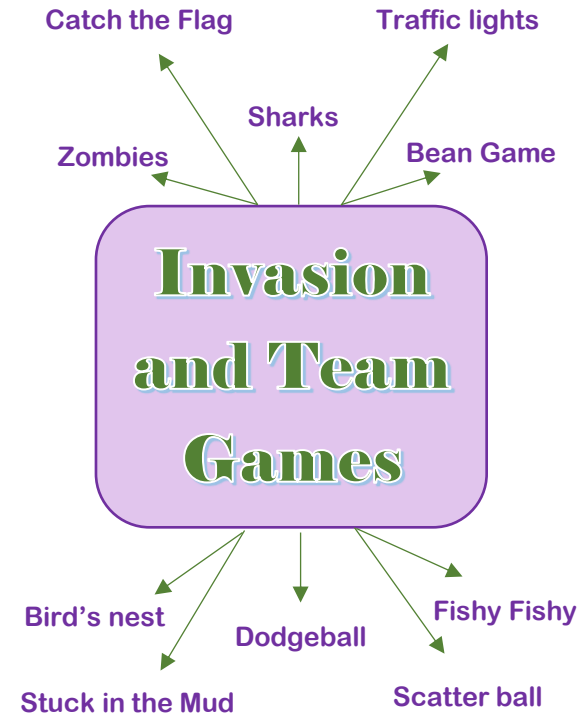 Catch the Flag
Traffic lights
Sharks
Zombies
Bean Game
Invasion
and Team
Games
Bird's nest
Fishy Fishy
Dodgeball
Stuck in the Mud
Scatter ball